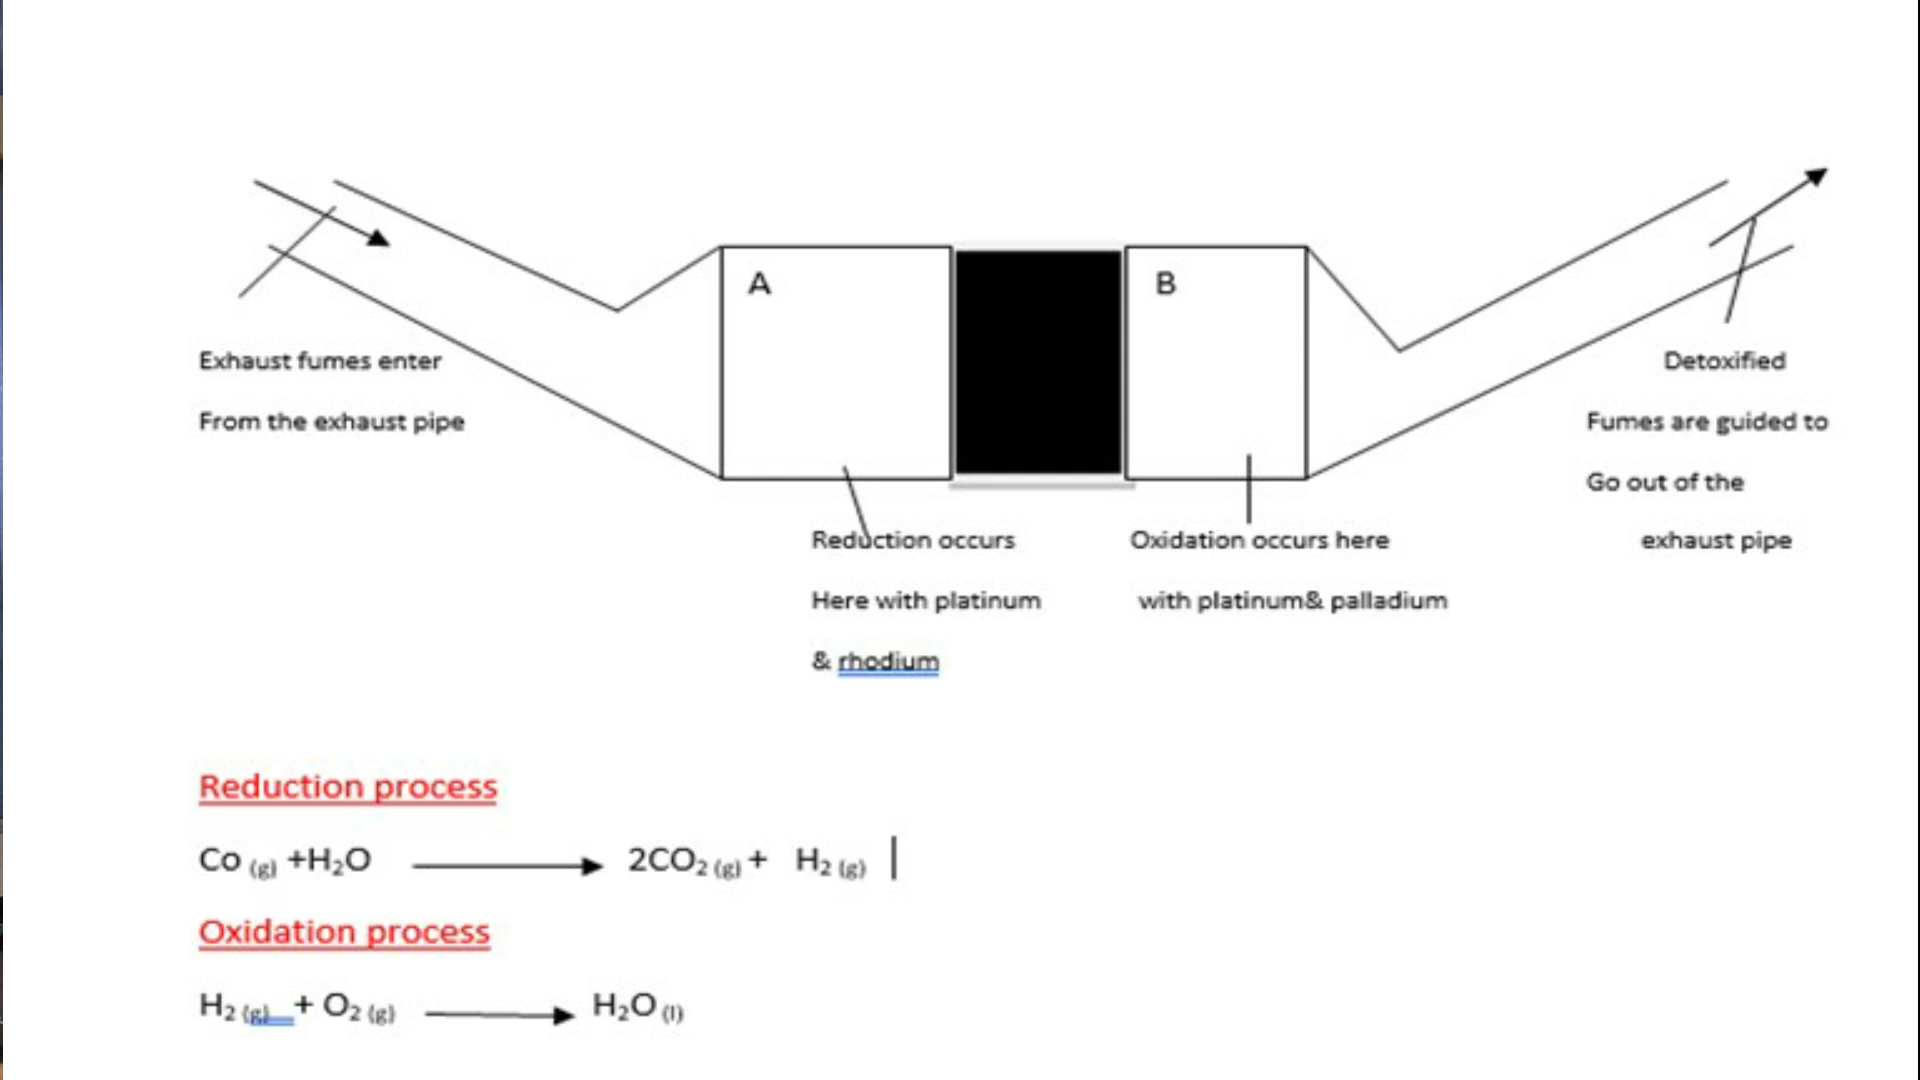 A
B
Exhaust fumes enter
From the exhaust pipe
Detoxified
Fumes are guided to
Go out of the
exhaust pipe
Reduction occurs
Here with platinum
& rhodium
Oxidation occurs here
with platinum& palladium
Reduction process
Co (g) +H₂O → 2CO₂ (g) + H₂ (g)
Oxidation process
H₂ (g) + O₂ (g) → H₂O (l)